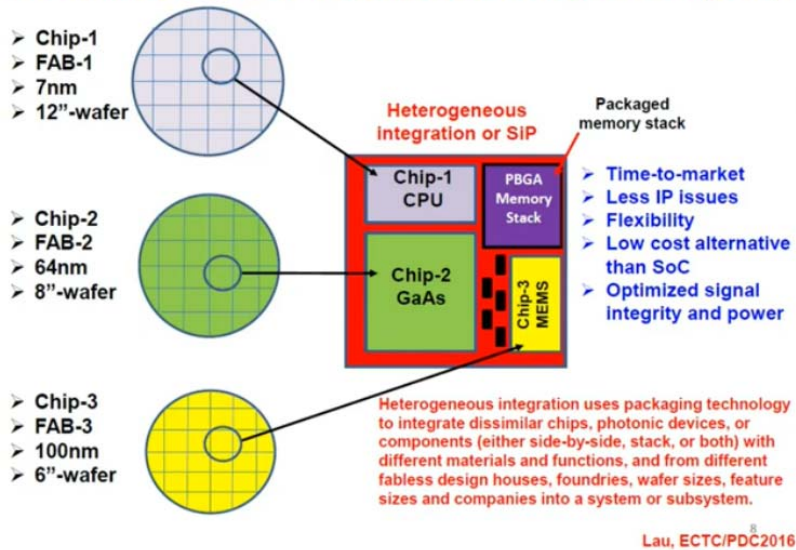 ➢ Chip-1
➢ FAB-1
➢ 7nm
➢ 12”-wafer
Heterogeneous
integration or SiP
Packaged
memory stack
Chip-1
CPU
PBGA
Memory
Stack
➢ Time-to-market
➢ Less IP issues
➢ Flexibility
➢ Low cost alternative
than SoC
➢ Optimized signal
integrity and power
➢ Chip-2
➢ FAB-2
➢ 64nm
➢ 8”-wafer
Chip-2
GaAs
Chip-3
MEMS
➢ Chip-3
➢ FAB-3
➢ 100nm
➢ 6”-wafer
Heterogeneous integration uses packaging technology
to integrate dissimilar chips, photonic devices, or
components (either side-by-side, stack, or both) with
different materials and functions, and from different
fabless design houses, foundries, wafer sizes, feature
sizes and companies into a system or subsystem.
8
Lau, ECTC/PDC2016